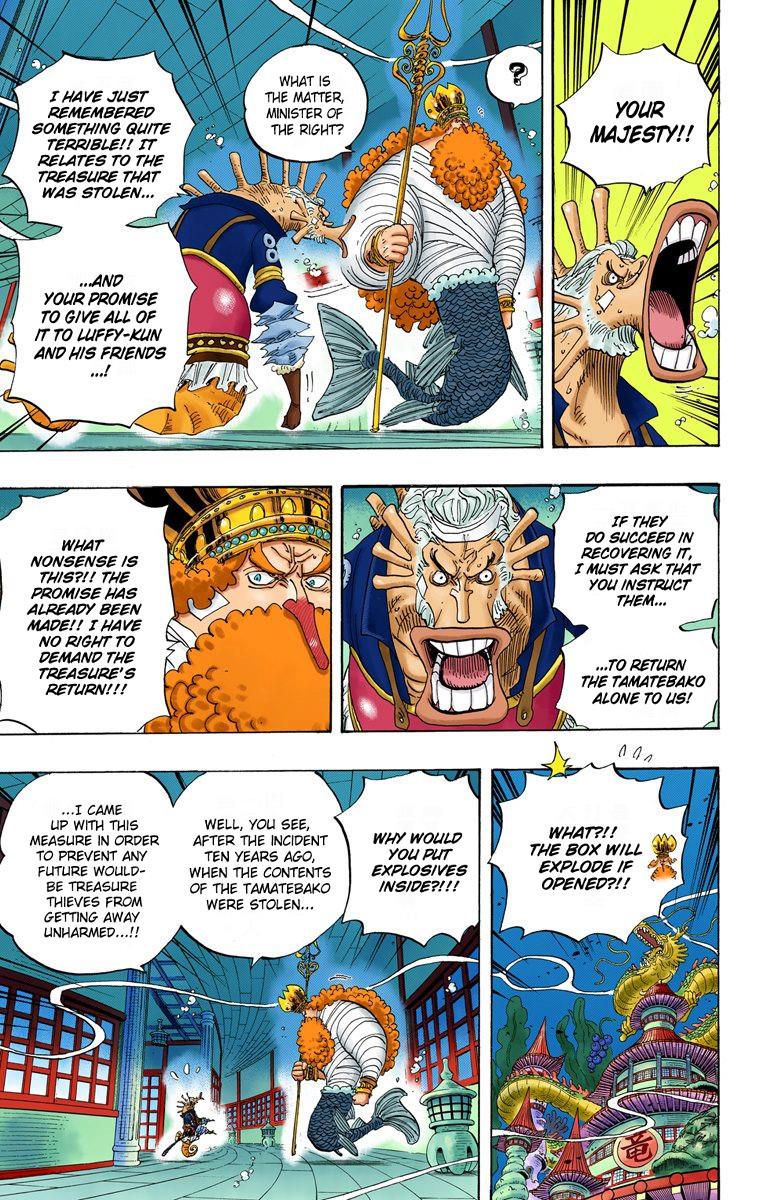 YOUR
MAJESTY!!
?
WHAT IS
THE MATTER,
MINISTER OF
THE RIGHT?
I HAVE JUST
REMEMBERED
SOMETHING QUITE
TERRIBLE!! IT
RELATES TO THE
TREASURE THAT
WAS STOLEN...
...AND
YOUR PROMISE
TO GIVE ALL OF
IT TO LUFFY-KUN
AND HIS FRIENDS
...!
IF THEY
DO SUCCEED IN
RECOVERING IT,
I MUST ASK THAT
YOU INSTRUCT
THEM...
...TO RETURN
THE TAMATEBAKO
ALONE TO US!
WHAT
NONSENSE IS
THIS?!! THE
PROMISE HAS
ALREADY BEEN
MADE!! I HAVE
NO RIGHT TO
DEMAND THE
TREASURE'S
RETURN!!!
WHAT?!!
THE BOX WILL
EXPLODE IF
OPENED?!!
竜
WHY WOULD
YOU PUT
EXPLOSIVES
INSIDE?!!!
WELL, YOU SEE,
AFTER THE INCIDENT
TEN YEARS AGO,
WHEN THE CONTENTS
OF THE TAMATEBAKO
WERE STOLEN...
...I CAME
UP WITH THIS
MEASURE IN ORDER
TO PREVENT ANY
FUTURE WOULD-
BE TREASURE
THIEVES FROM
GETTING AWAY
UNHARMED...!!